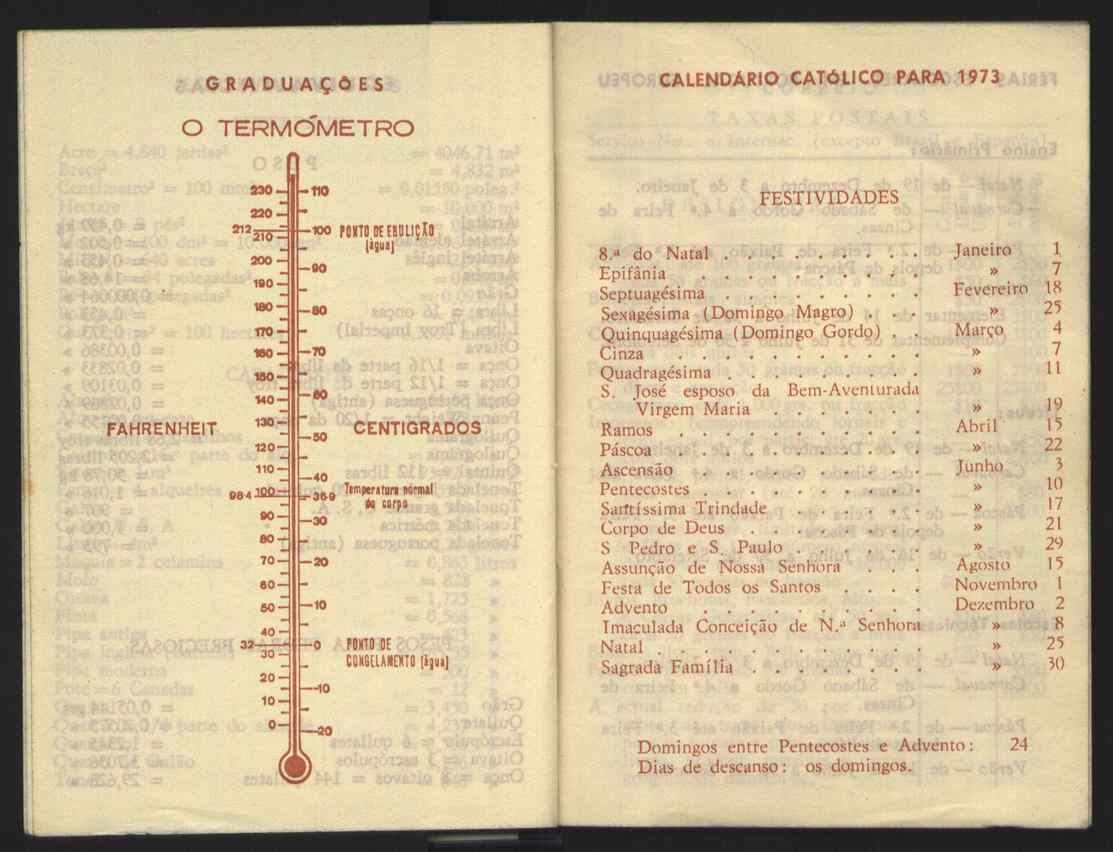 GRADUAÇÕES
O TERMÓMETRO
230 110
220
212 100 PONTO DE EBULIÇÃO
210 (água)
200 90
190
180 80
170
160 70
150
140 60
130
FAHRENHEIT 50 CENTIGRADOS
120
110 40
98·4 100 36·9 Temperatura normal
do corpo
90 30
80
70 20
60
50 10
40
32 0 PONTO DE
30 CONGELAMENTO (água)
20
10 10
0
20
CALENDÁRIO CATÓLICO PARA 1973
FESTIVIDADES
8.ª do Natal . . . . . . . . . Janeiro 1
Epifânia . . . . . . . . . » 7
Septuagésima . . . . . . . . . Fevereiro 18
Sexagésima (Domingo Magro) . . . » 25
Quinquagésima (Domingo Gordo) . . Março 4
Cinza . . . . . . . . . . » 7
Quadragésima . . . . . . . . . » 11
S. José esposo da Bem-Aventurada
Virgem Maria . . . . . . . . » 19
Ramos . . . . . . . . . . Abril 15
Páscoa . . . . . . . . . . » 22
Ascensão . . . . . . . . . . Junho 3
Pentecostes . . . . . . . . . » 10
Santíssima Trindade . . . . . . » 17
Corpo de Deus . . . . . . . . » 21
S Pedro e S. Paulo . . . . . . » 29
Assunção de Nossa Senhora . . . Agosto 15
Festa de Todos os Santos . . . . Novembro 1
Advento . . . . . . . . . Dezembro 2
Imaculada Conceição de N.ª Senhora » 8
Natal . . . . . . . . . . » 25
Sagrada Família . . . . . . . » 30
Domingos entre Pentecostes e Advento: 24
Dias de descanso: os domingos.